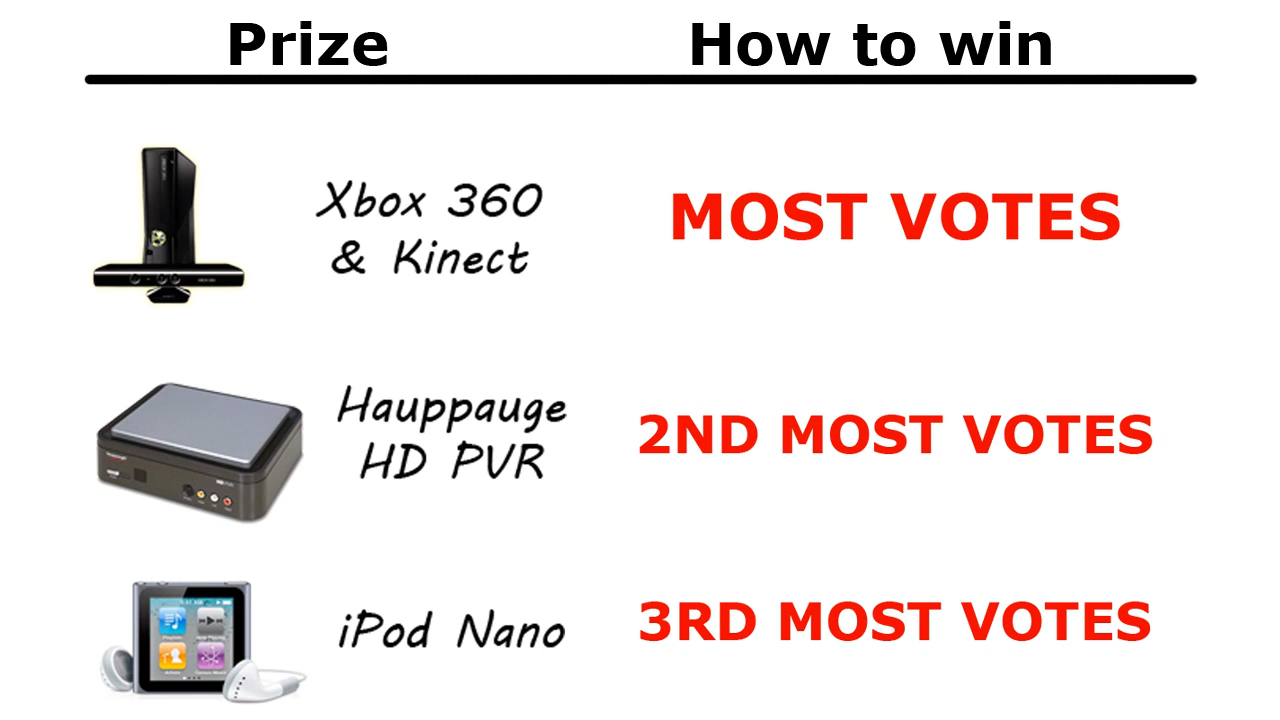 Prize How to win
Xbox 360
& Kinect
MOST VOTES
Hauppauge
HD PVR
2ND MOST VOTES
iPod Nano
3RD MOST VOTES